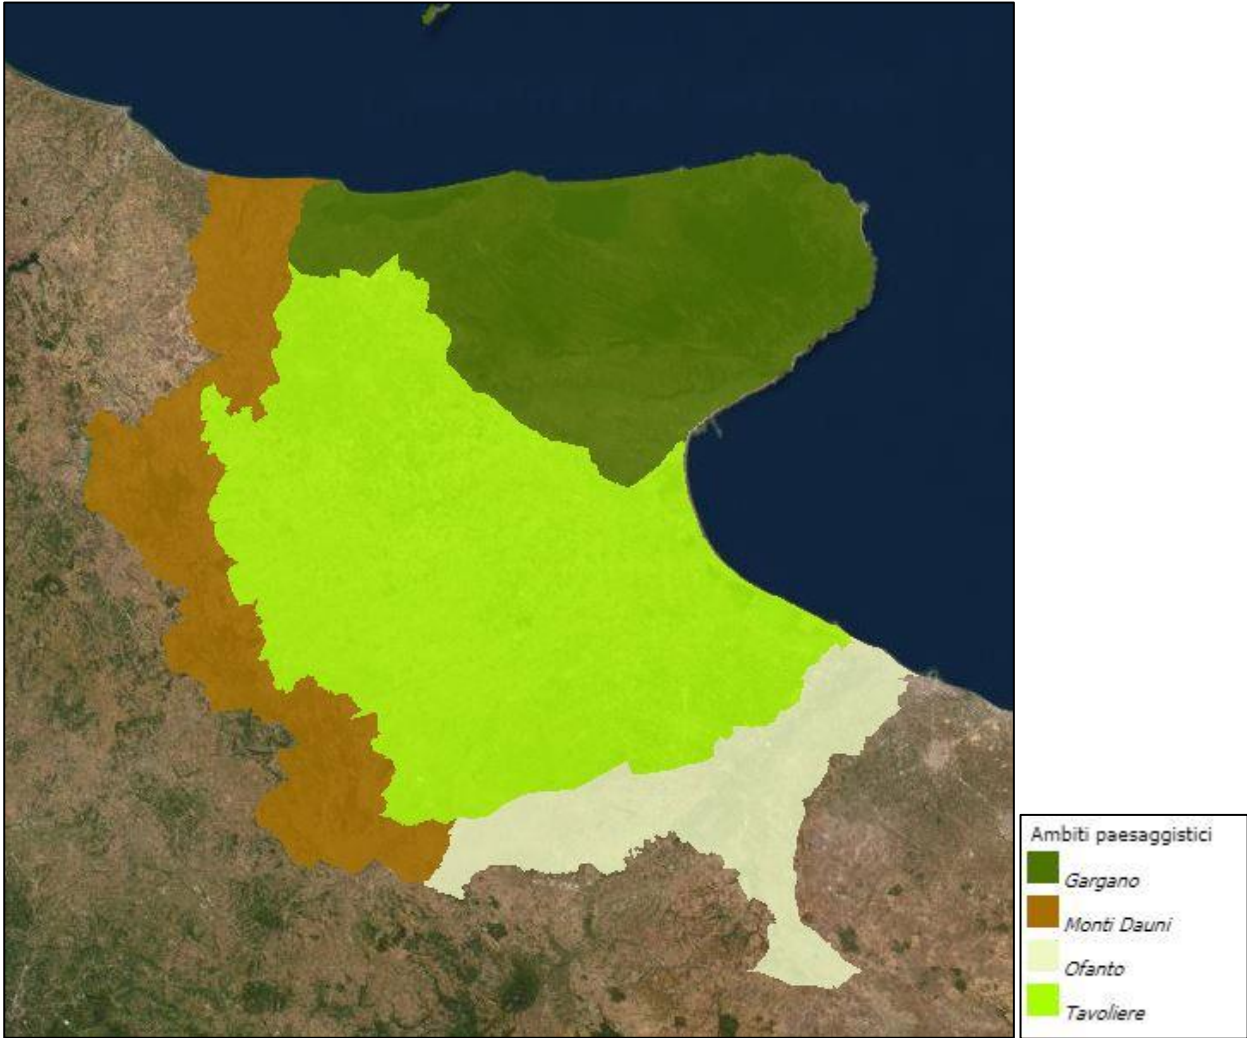 Ambiti paesaggistici
Gargano
Monti Dauni
Ofanto
Tavoliere